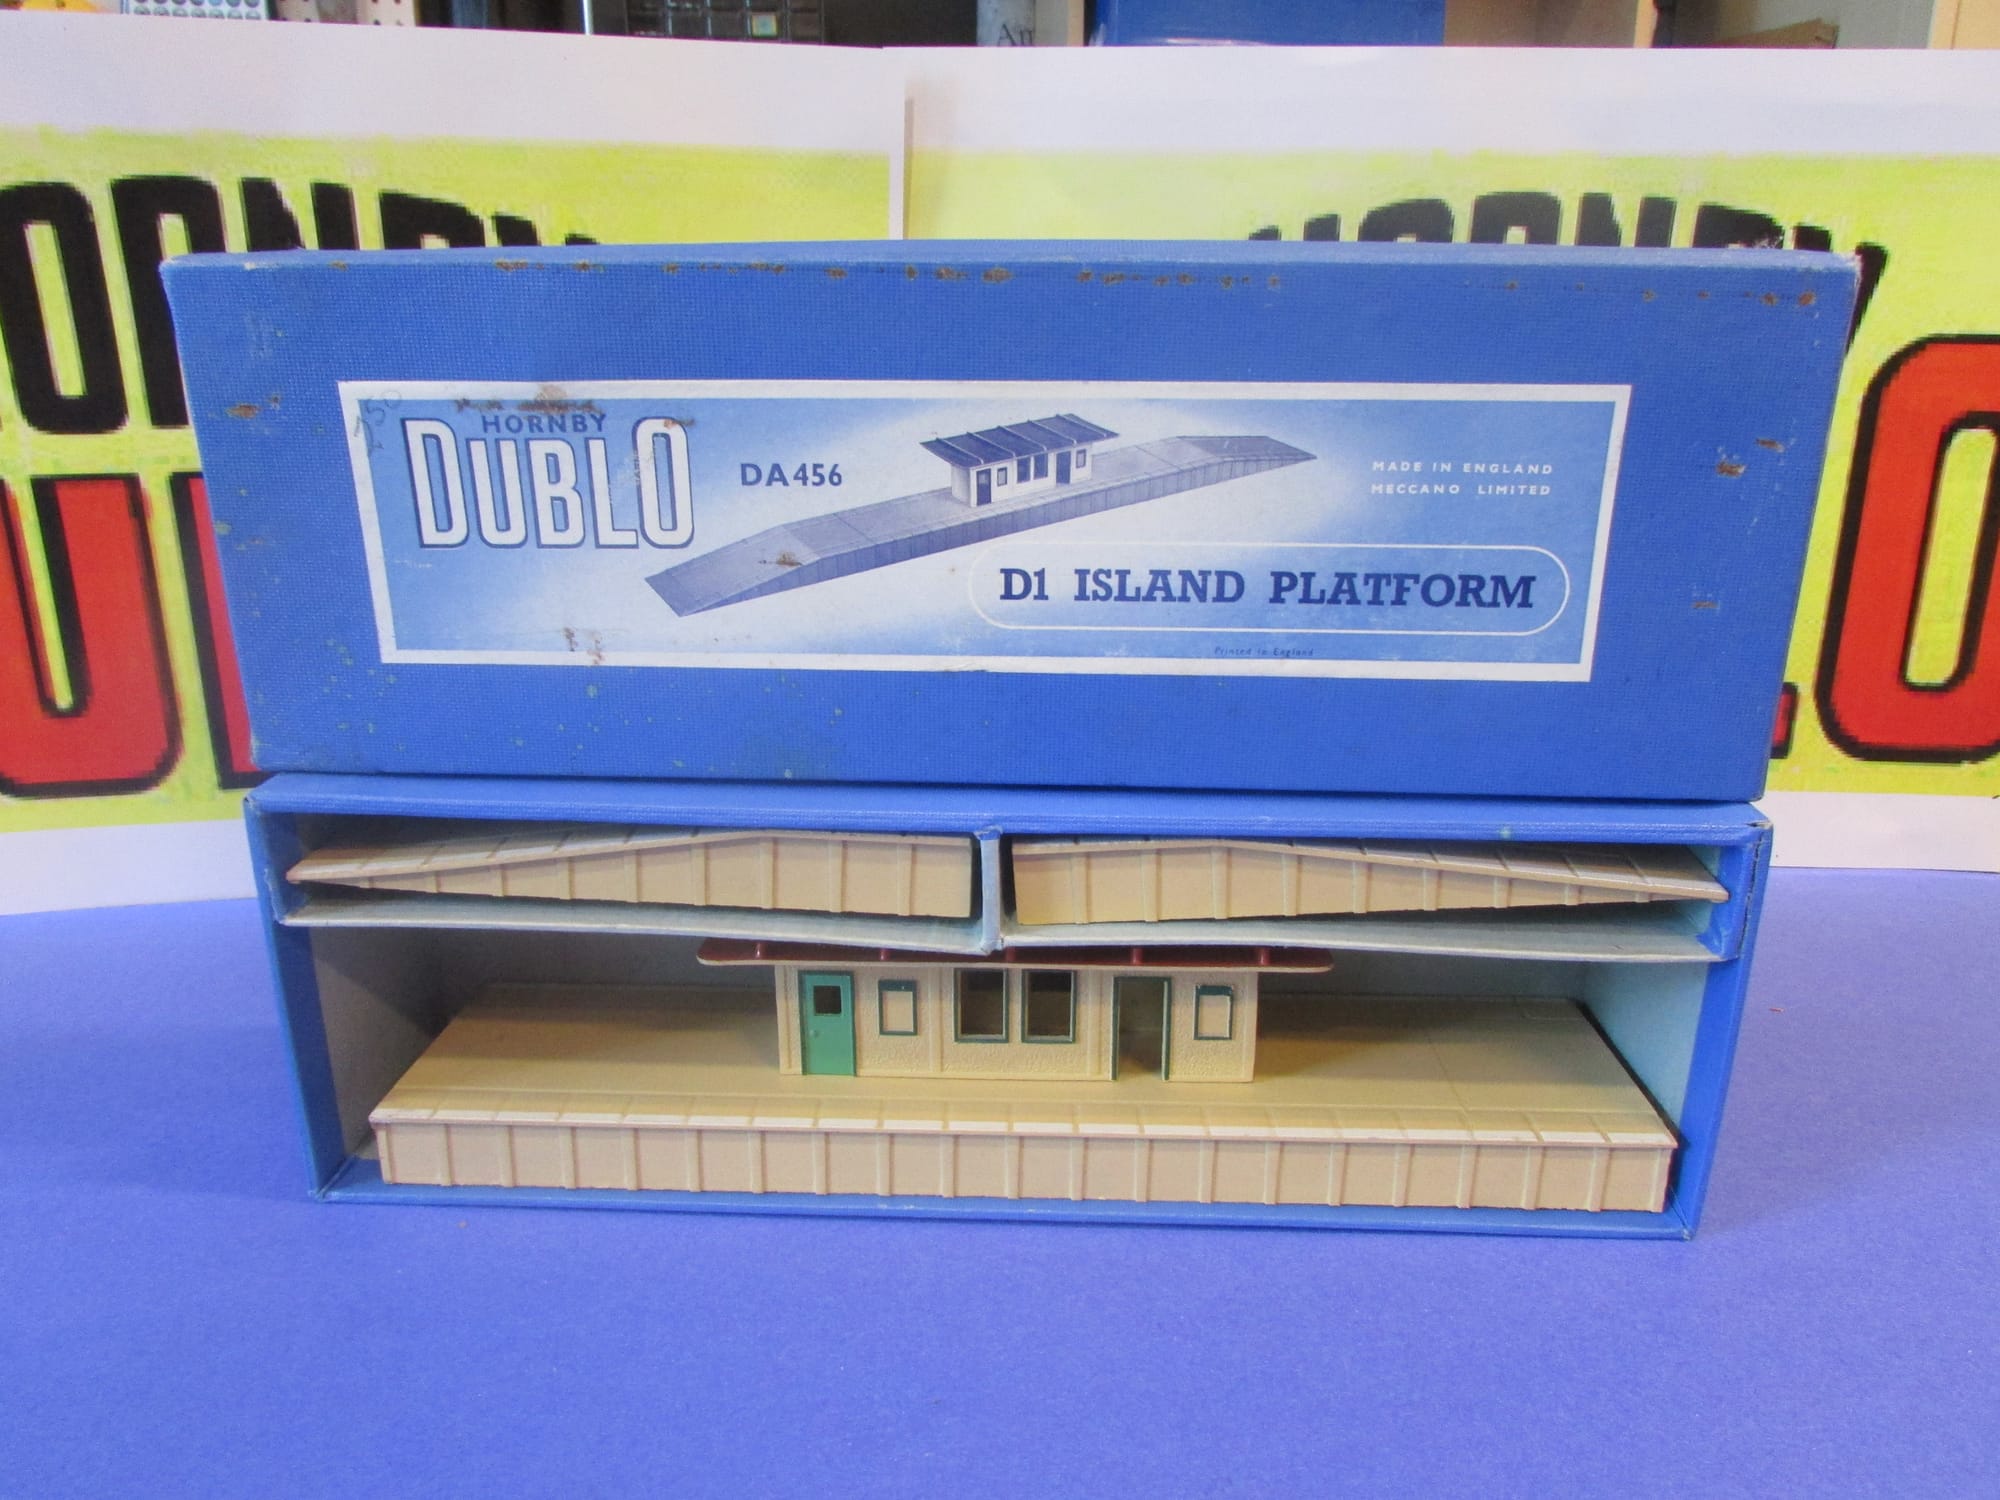 HORNBY
DUBLO
DA456
MADE IN ENGLAND
MECCANO LIMITED
D1 ISLAND PLATFORM
Printed in England